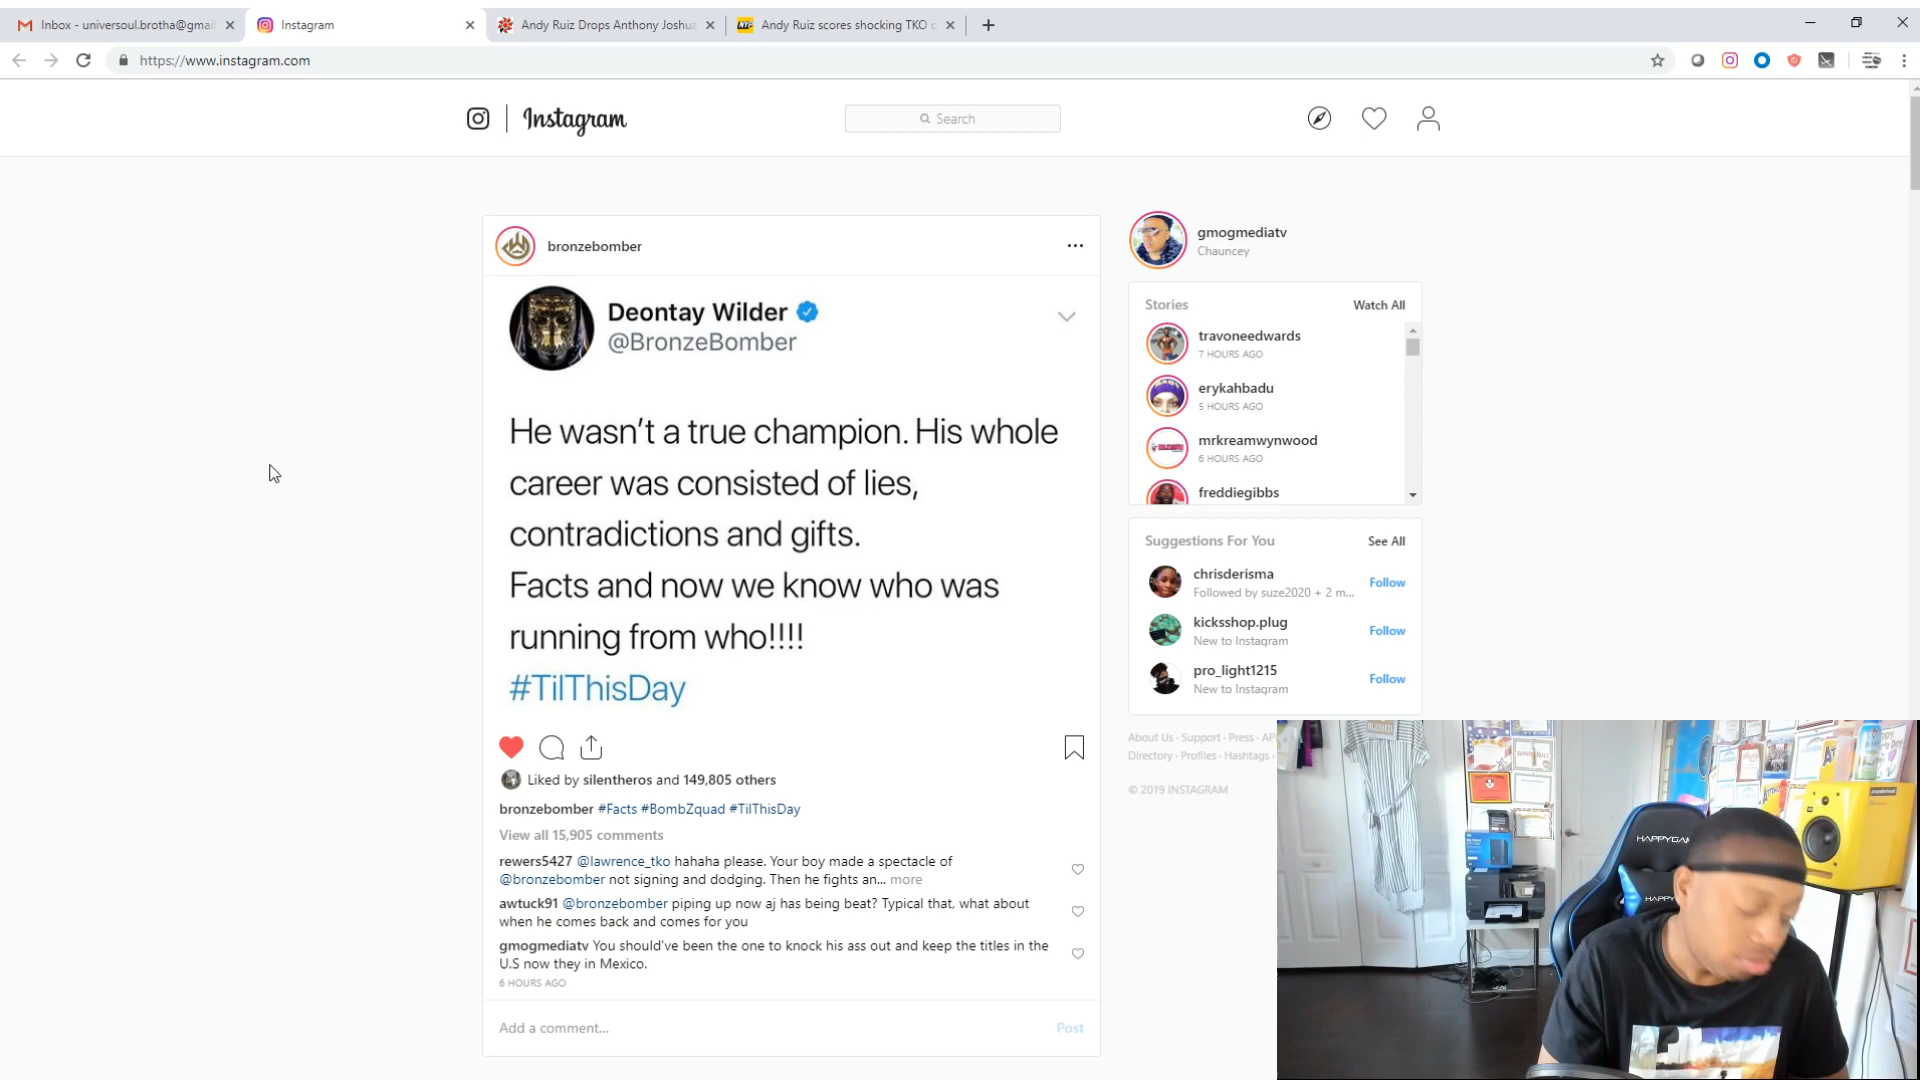 Inbox - universoul.brotha@gmai
Instagram
Andy Ruiz Drops Anthony Joshua
Andy Ruiz scores shocking TKO o
https://www.instagram.com
Instagram
Search
bronzebomber
Deontay Wilder
@BronzeBomber
He wasn't a true champion. His whole
career was consisted of lies,
contradictions and gifts.
Facts and now we know who was
running from who!!!!
#TilThisDay
Liked by silentheros and 149,805 others
bronzebomber #Facts #BombZquad #TilThisDay
View all 15,905 comments
rewers5427 @lawrence_tko hahaha please. Your boy made a spectacle of
@bronzebomber not signing and dodging. Then he fights an... more
awtuck91 @bronzebomber piping up now aj has being beat? Typical that, what about
when he comes back and comes for you
gmogmediatv You should've been the one to knock his ass out and keep the titles in the
U.S now they in Mexico.
6 HOURS AGO
Add a comment...
Post
gmogmediatv
Chauncey
Stories
Watch All
travoneedwards
7 HOURS AGO
erykahbadu
5 HOURS AGO
mrkreamwynwood
6 HOURS AGO
freddiegibbs
Suggestions For You
See All
chrisderisma
Followed by suze2020 + 2 m...
Follow
kicksshop.plug
New to Instagram
Follow
pro_light1215
New to Instagram
Follow
About Us · Support · Press · AP
Directory · Profiles · Hashtags ·
© 2019 INSTAGRAM
HAPPYGA
HAPPY